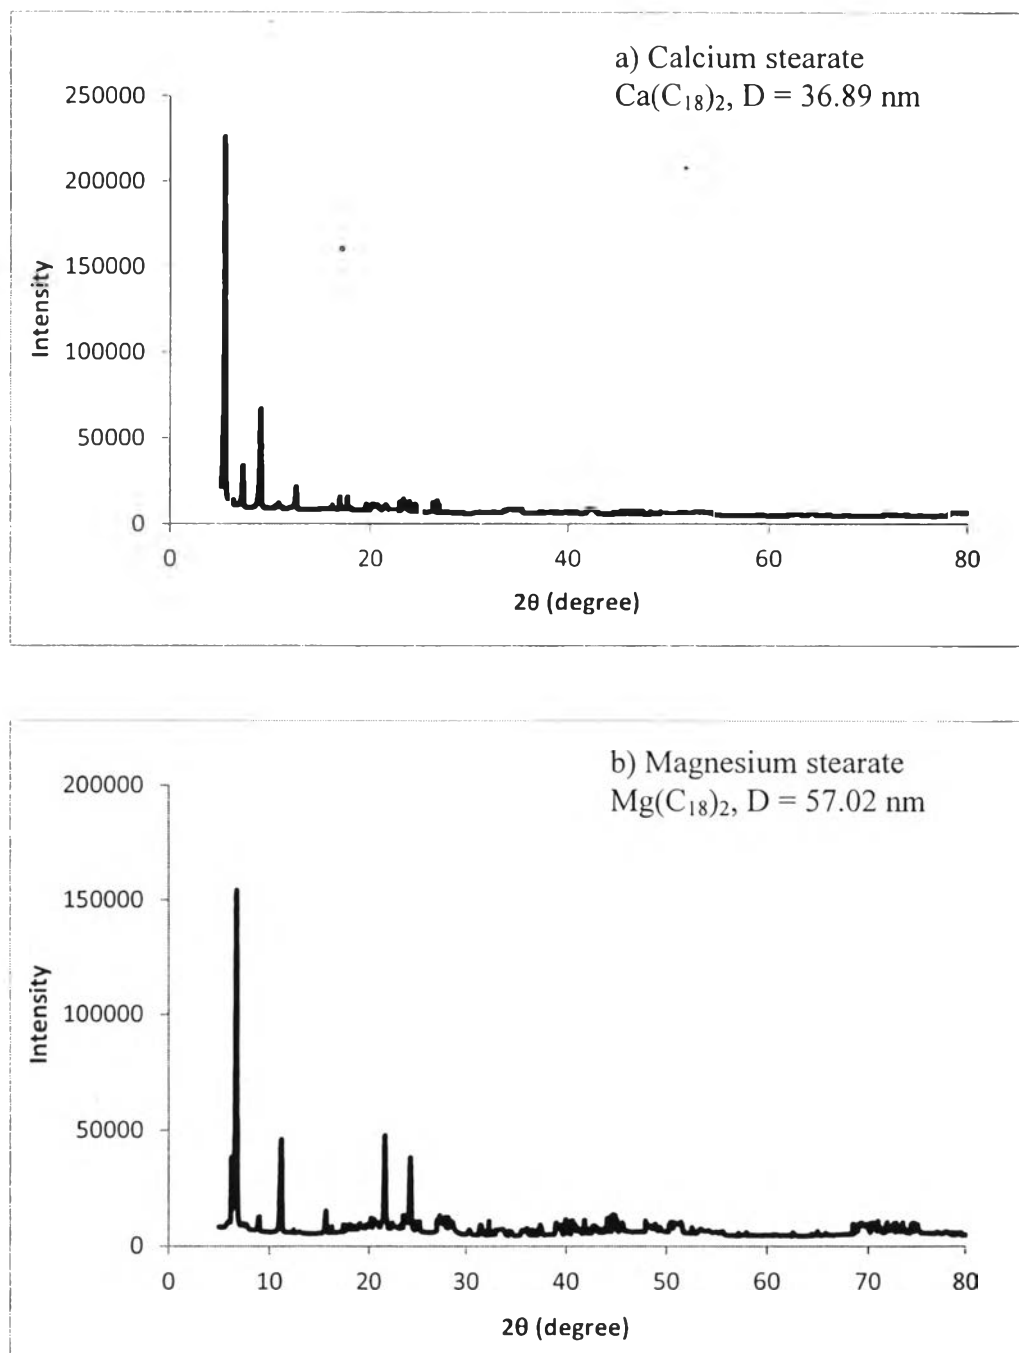 a) Calcium stearate
Ca(C₁₈)₂, D = 36.89 nm
250000
200000
150000
100000
50000
0
Intensity
0 20 40 60 80
2θ (degree)
b) Magnesium stearate
Mg(C₁₈)₂, D = 57.02 nm
200000
150000
100000
50000
0
Intensity
0 10 20 30 40 50 60 70 80
2θ (degree)